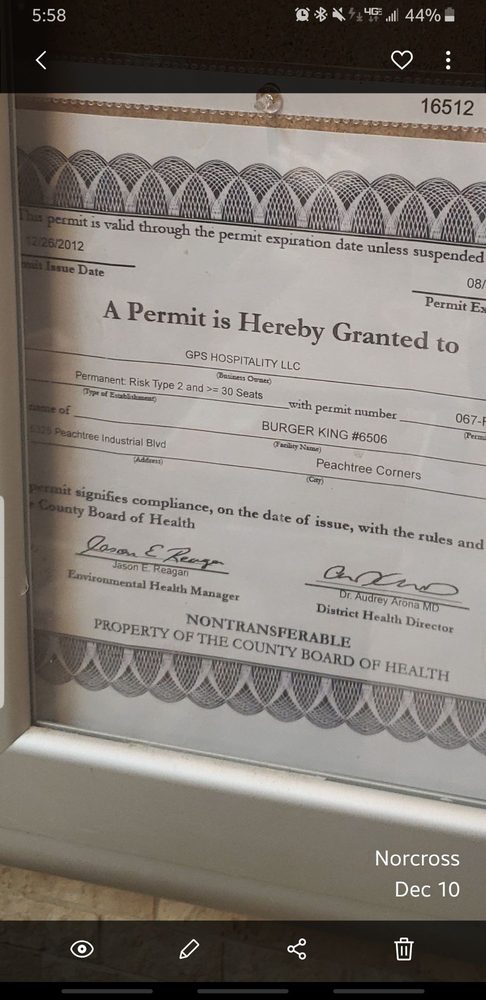 5:58
4GE
44%
16512
This permit is valid through the permit expiration date unless suspended
12/26/2012
08/
Issue Date
Permit Ex
A Permit is Hereby Granted to
GPS HOSPITALITY LLC
(Business Owner)
Permanent: Risk Type 2 and >= 30 Seats
(Type of Establishment)
with permit number
067-F
name of
BURGER KING #6506
(Facility Name)
Peachtree Industrial Blvd
(Address)
Peachtree Corners
(City)
permit signifies compliance, on the date of issue, with the rules and
County Board of Health
Jason E. Reagan
Jason E. Reagan
Environmental Health Manager
Dr. Audrey Arona MD
District Health Director
NONTRANSFERABLE
PROPERTY OF THE COUNTY BOARD OF HEALTH
Norcross
Dec 10